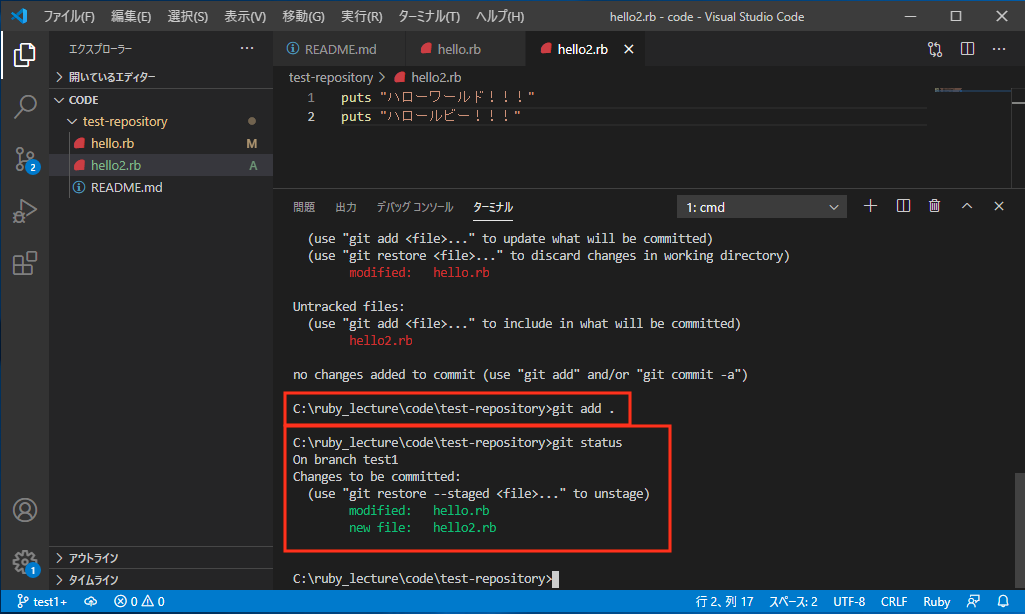 ファイル(F) 編集(E) 選択(S) 表示(V) 移動(G) 実行(R) ターミナル(T) ヘルプ(H) hello2.rb - code - Visual Studio Code
エクスプローラー
README.md hello.rb hello2.rb
開いているエディター
test-repository > hello2.rb
CODE
test-repository
hello.rb M
hello2.rb A
README.md
1 puts "ハローワールド！！！"
2 puts "ハロールビー！！！"
2
問題 出力 デバッグ コンソール ターミナル 1: cmd
(use "git add <file>..." to update what will be committed)
(use "git restore <file>..." to discard changes in working directory)
modified: hello.rb
Untracked files:
(use "git add <file>..." to include in what will be committed)
hello2.rb
no changes added to commit (use "git add" and/or "git commit -a")
C:\ruby_lecture\code\test-repository>git add .
C:\ruby_lecture\code\test-repository>git status
On branch test1
Changes to be committed:
(use "git restore --staged <file>..." to unstage)
modified: hello.rb
new file: hello2.rb
C:\ruby_lecture\code\test-repository>
アウトライン
タイムライン
1
test1+ 0 0 行 2、列 17 スペース: 2 UTF-8 CRLF Ruby